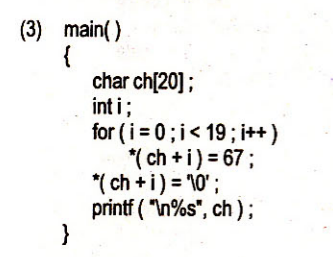 (3) main( )
{
char ch[20] ;
int i ;
for ( i = 0 ; i < 19 ; i++ )
*( ch + i ) = 67 ;
*( ch + i ) = '\0' ;
printf ( "\n%s", ch ) ;
}